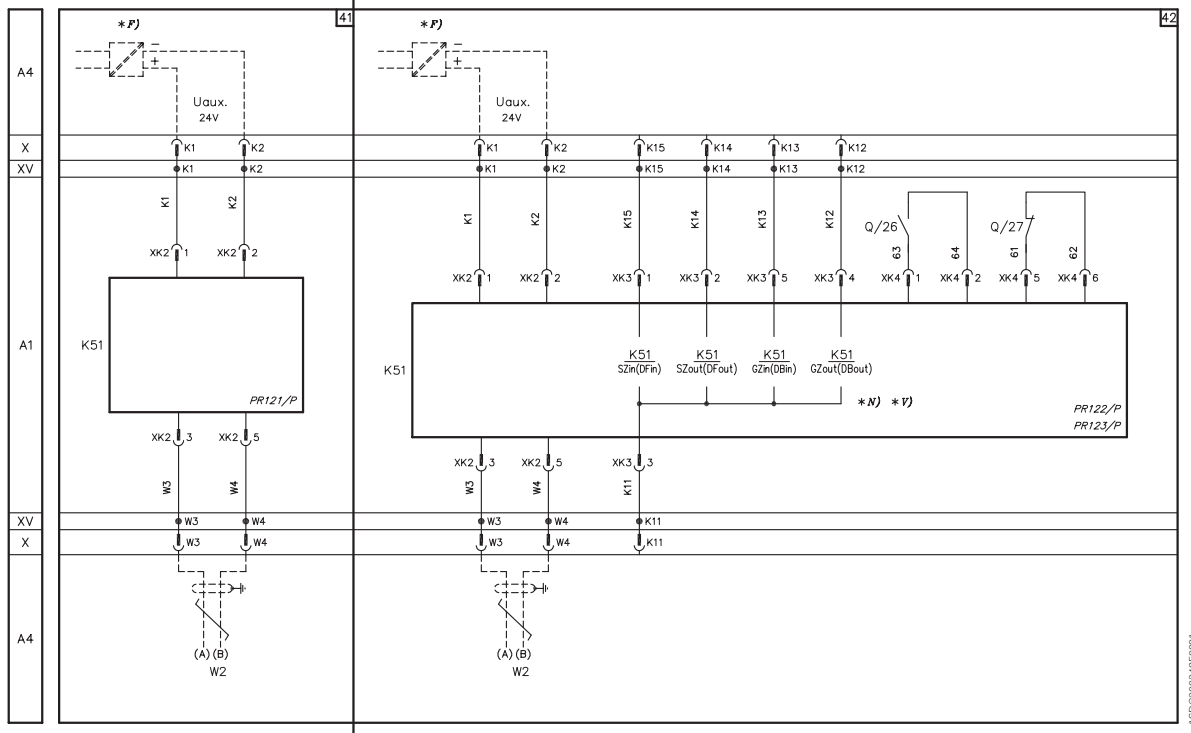 41
42
*F)
*F)
A4
−
+
−
+
Uaux.
24V
Uaux.
24V
X
K1
K2
K1
K2
K15
K14
K13
K12
XV
K1
K2
K1
K2
K15
K14
K13
K12
K1
K2
K1
K2
K15
K14
K13
K12
Q/26
Q/27
63
64
61
62
XK2 1
XK2 2
XK2 1
XK2 2
XK3 1
XK3 2
XK3 5
XK3 4
XK4 1
XK4 2
XK4 5
XK4 6
A1
K51
PR121/P
K51
K51
SZin(DFin)
K51
SZout(DFout)
K51
GZin(DBin)
K51
GZout(DBout)
*N) *V)
PR122/P
PR123/P
XK2 3
XK2 5
XK2 3
XK2 5
XK3 3
W3
W4
W3
W4
K11
XV
W3
W4
W3
W4
K11
X
W3
W4
W3
W4
K11
A4
(A) (B)
W2
(A) (B)
W2